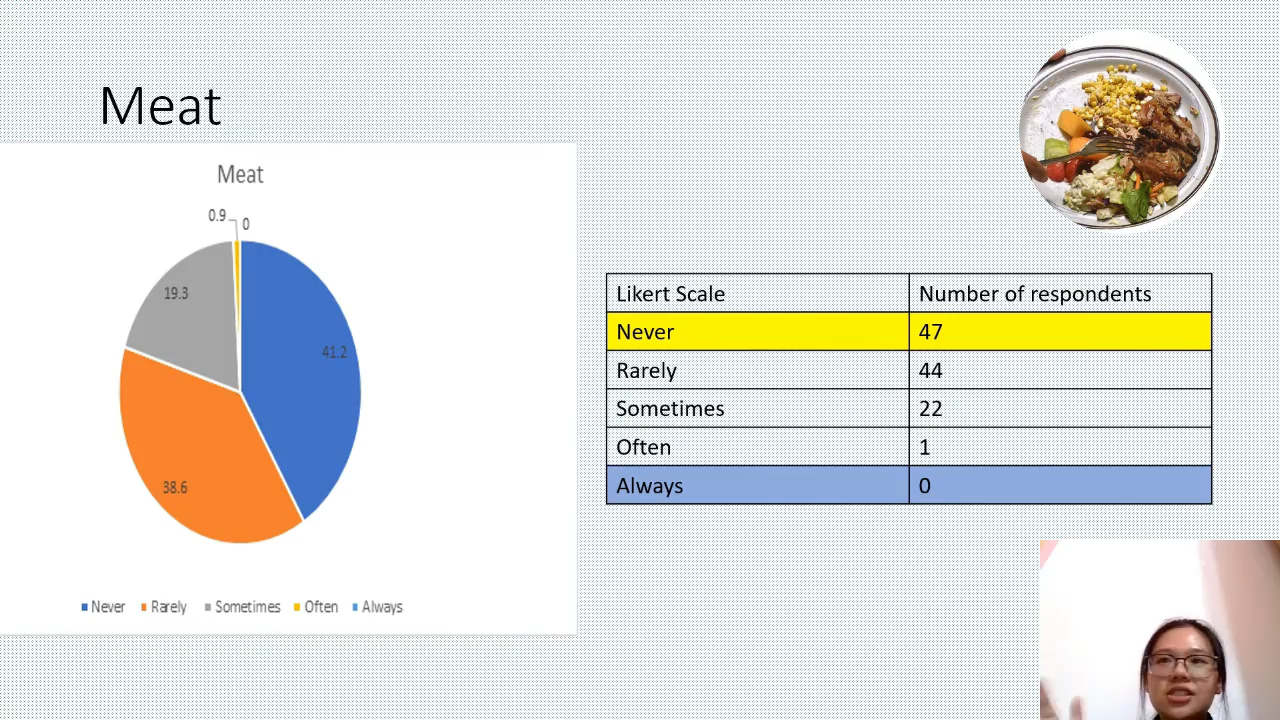 Meat
Meat
0.9
0
19.3
41.2
38.6
Never Rarely Sometimes Often Always
Likert Scale Number of respondents
Never 47
Rarely 44
Sometimes 22
Often 1
Always 0